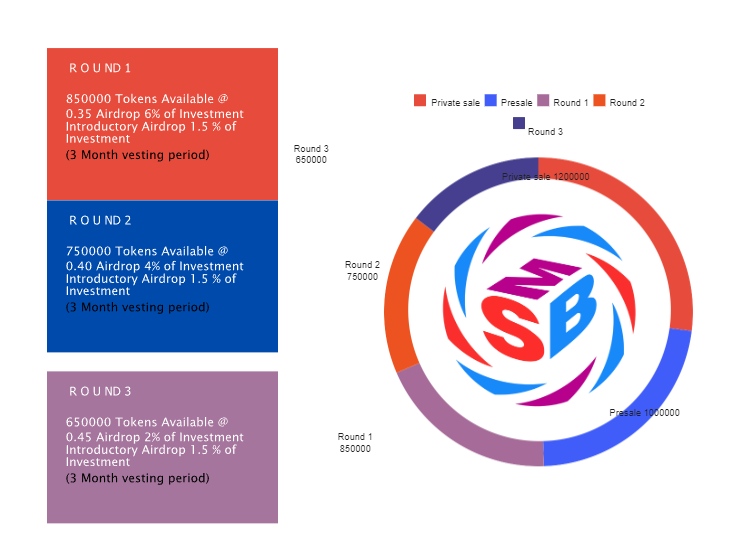 ROUND 1
850000 Tokens Available @
0.35 Airdrop 6% of Investment
Introductory Airdrop 1.5 % of
Investment
(3 Month vesting period)
ROUND 2
750000 Tokens Available @
0.40 Airdrop 4% of Investment
Introductory Airdrop 1.5 % of
Investment
(3 Month vesting period)
ROUND 3
650000 Tokens Available @
0.45 Airdrop 2% of Investment
Introductory Airdrop 1.5 % of
Investment
(3 Month vesting period)
Private sale Presale Round 1 Round 2
Round 3
Round 3
650000
Private sale 1200000
Round 2
750000
Presale 1000000
Round 1
850000
M
S B